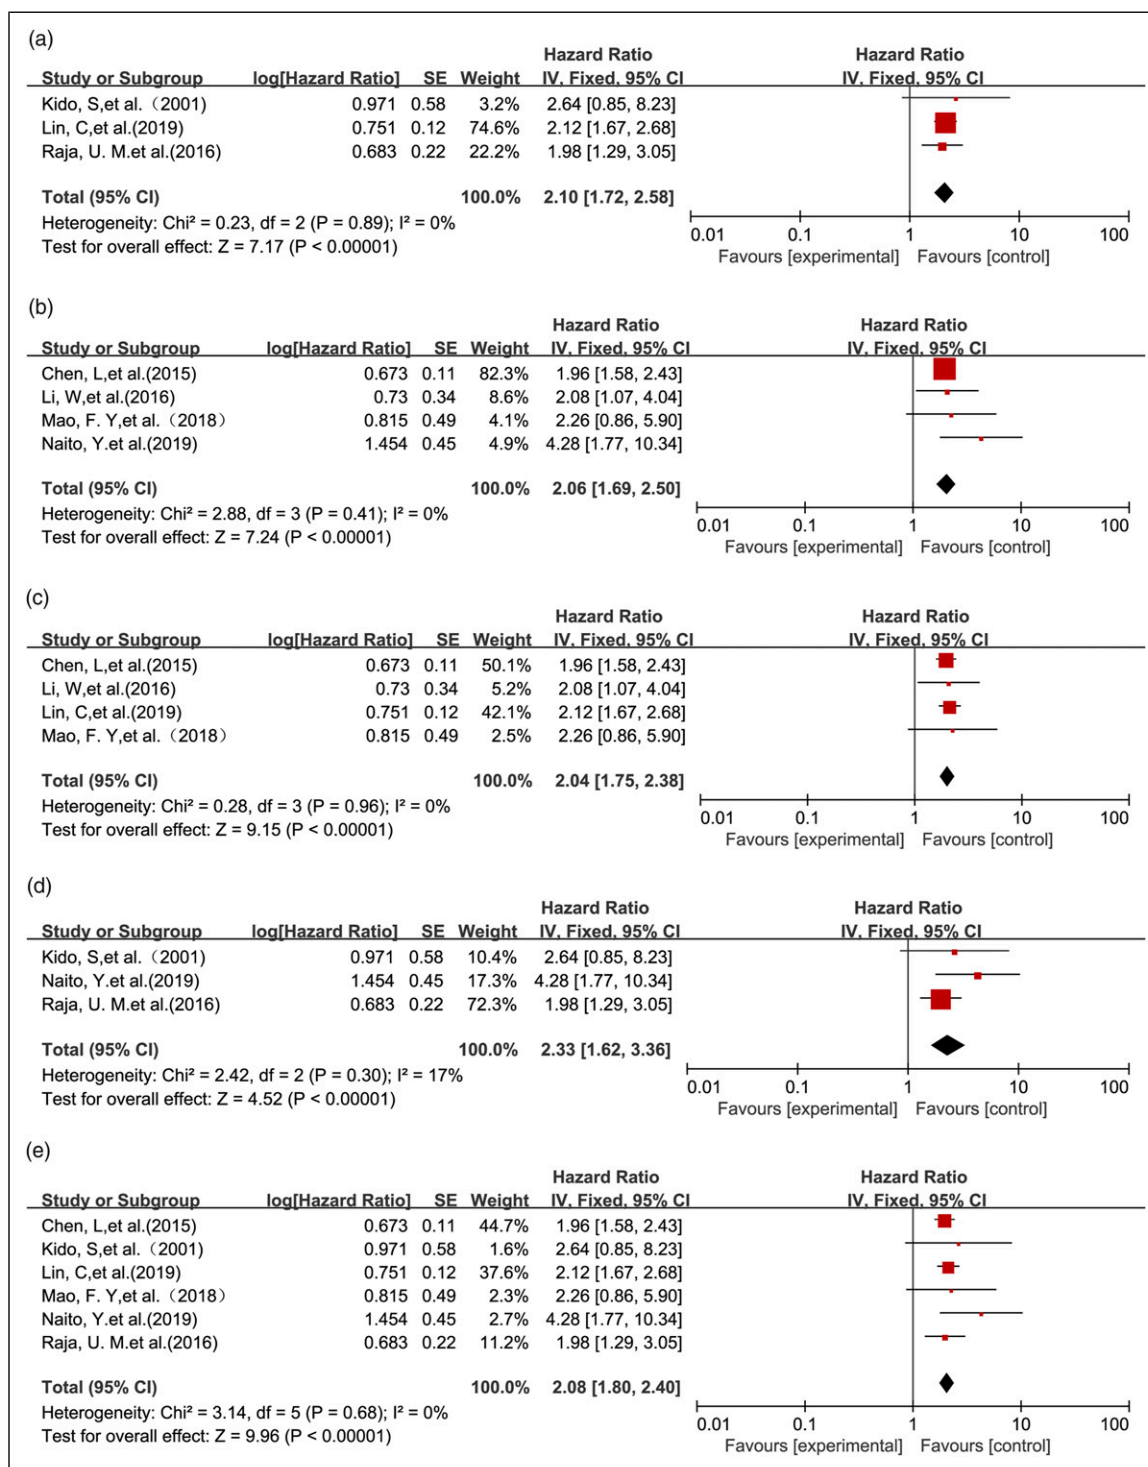 (a)
Hazard Ratio Hazard Ratio
Study or Subgroup log[Hazard Ratio] SE Weight IV, Fixed, 95% CI IV, Fixed, 95% CI
Kido, S,et al.（2001) 0.971 0.58 3.2% 2.64 [0.85, 8.23]
Lin, C,et al.(2019) 0.751 0.12 74.6% 2.12 [1.67, 2.68]
Raja, U. M.et al.(2016) 0.683 0.22 22.2% 1.98 [1.29, 3.05]
Total (95% CI) 100.0% 2.10 [1.72, 2.58]
Heterogeneity: Chi² = 0.23, df = 2 (P = 0.89); I² = 0%
Test for overall effect: Z = 7.17 (P < 0.00001)
0.01 0.1 1 10 100
Favours [experimental] Favours [control]
(b)
Hazard Ratio Hazard Ratio
Study or Subgroup log[Hazard Ratio] SE Weight IV, Fixed, 95% CI IV, Fixed, 95% CI
Chen, L,et al.(2015) 0.673 0.11 82.3% 1.96 [1.58, 2.43]
Li, W,et al.(2016) 0.73 0.34 8.6% 2.08 [1.07, 4.04]
Mao, F. Y,et al.（2018) 0.815 0.49 4.1% 2.26 [0.86, 5.90]
Naito, Y.et al.(2019) 1.454 0.45 4.9% 4.28 [1.77, 10.34]
Total (95% CI) 100.0% 2.06 [1.69, 2.50]
Heterogeneity: Chi² = 2.88, df = 3 (P = 0.41); I² = 0%
Test for overall effect: Z = 7.24 (P < 0.00001)
0.01 0.1 1 10 100
Favours [experimental] Favours [control]
(c)
Hazard Ratio Hazard Ratio
Study or Subgroup log[Hazard Ratio] SE Weight IV, Fixed, 95% CI IV, Fixed, 95% CI
Chen, L,et al.(2015) 0.673 0.11 50.1% 1.96 [1.58, 2.43]
Li, W,et al.(2016) 0.73 0.34 5.2% 2.08 [1.07, 4.04]
Lin, C,et al.(2019) 0.751 0.12 42.1% 2.12 [1.67, 2.68]
Mao, F. Y,et al.（2018) 0.815 0.49 2.5% 2.26 [0.86, 5.90]
Total (95% CI) 100.0% 2.04 [1.75, 2.38]
Heterogeneity: Chi² = 0.28, df = 3 (P = 0.96); I² = 0%
Test for overall effect: Z = 9.15 (P < 0.00001)
0.01 0.1 1 10 100
Favours [experimental] Favours [control]
(d)
Hazard Ratio Hazard Ratio
Study or Subgroup log[Hazard Ratio] SE Weight IV, Fixed, 95% CI IV, Fixed, 95% CI
Kido, S,et al.（2001) 0.971 0.58 10.4% 2.64 [0.85, 8.23]
Naito, Y.et al.(2019) 1.454 0.45 17.3% 4.28 [1.77, 10.34]
Raja, U. M.et al.(2016) 0.683 0.22 72.3% 1.98 [1.29, 3.05]
Total (95% CI) 100.0% 2.33 [1.62, 3.36]
Heterogeneity: Chi² = 2.42, df = 2 (P = 0.30); I² = 17%
Test for overall effect: Z = 4.52 (P < 0.00001)
0.01 0.1 1 10 100
Favours [experimental] Favours [control]
(e)
Hazard Ratio Hazard Ratio
Study or Subgroup log[Hazard Ratio] SE Weight IV, Fixed, 95% CI IV, Fixed, 95% CI
Chen, L,et al.(2015) 0.673 0.11 44.7% 1.96 [1.58, 2.43]
Kido, S,et al.（2001) 0.971 0.58 1.6% 2.64 [0.85, 8.23]
Lin, C,et al.(2019) 0.751 0.12 37.6% 2.12 [1.67, 2.68]
Mao, F. Y,et al.（2018) 0.815 0.49 2.3% 2.26 [0.86, 5.90]
Naito, Y.et al.(2019) 1.454 0.45 2.7% 4.28 [1.77, 10.34]
Raja, U. M.et al.(2016) 0.683 0.22 11.2% 1.98 [1.29, 3.05]
Total (95% CI) 100.0% 2.08 [1.80, 2.40]
Heterogeneity: Chi² = 3.14, df = 5 (P = 0.68); I² = 0%
Test for overall effect: Z = 9.96 (P < 0.00001)
0.01 0.1 1 10 100
Favours [experimental] Favours [control]